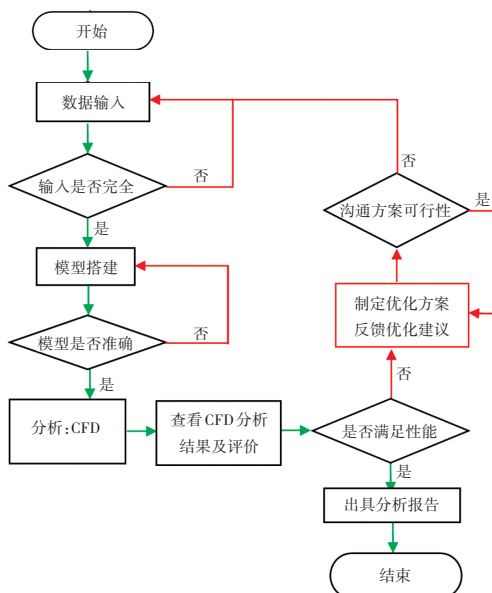 开始
数据输入
输入是否完全
否
是
模型搭建
模型是否准确
否
是
分析:CFD
查看CFD分析
结果及评价
是否满足性能
否
是
制定优化方案
反馈优化建议
沟通方案可行性
否
是
出具分析报告
结束